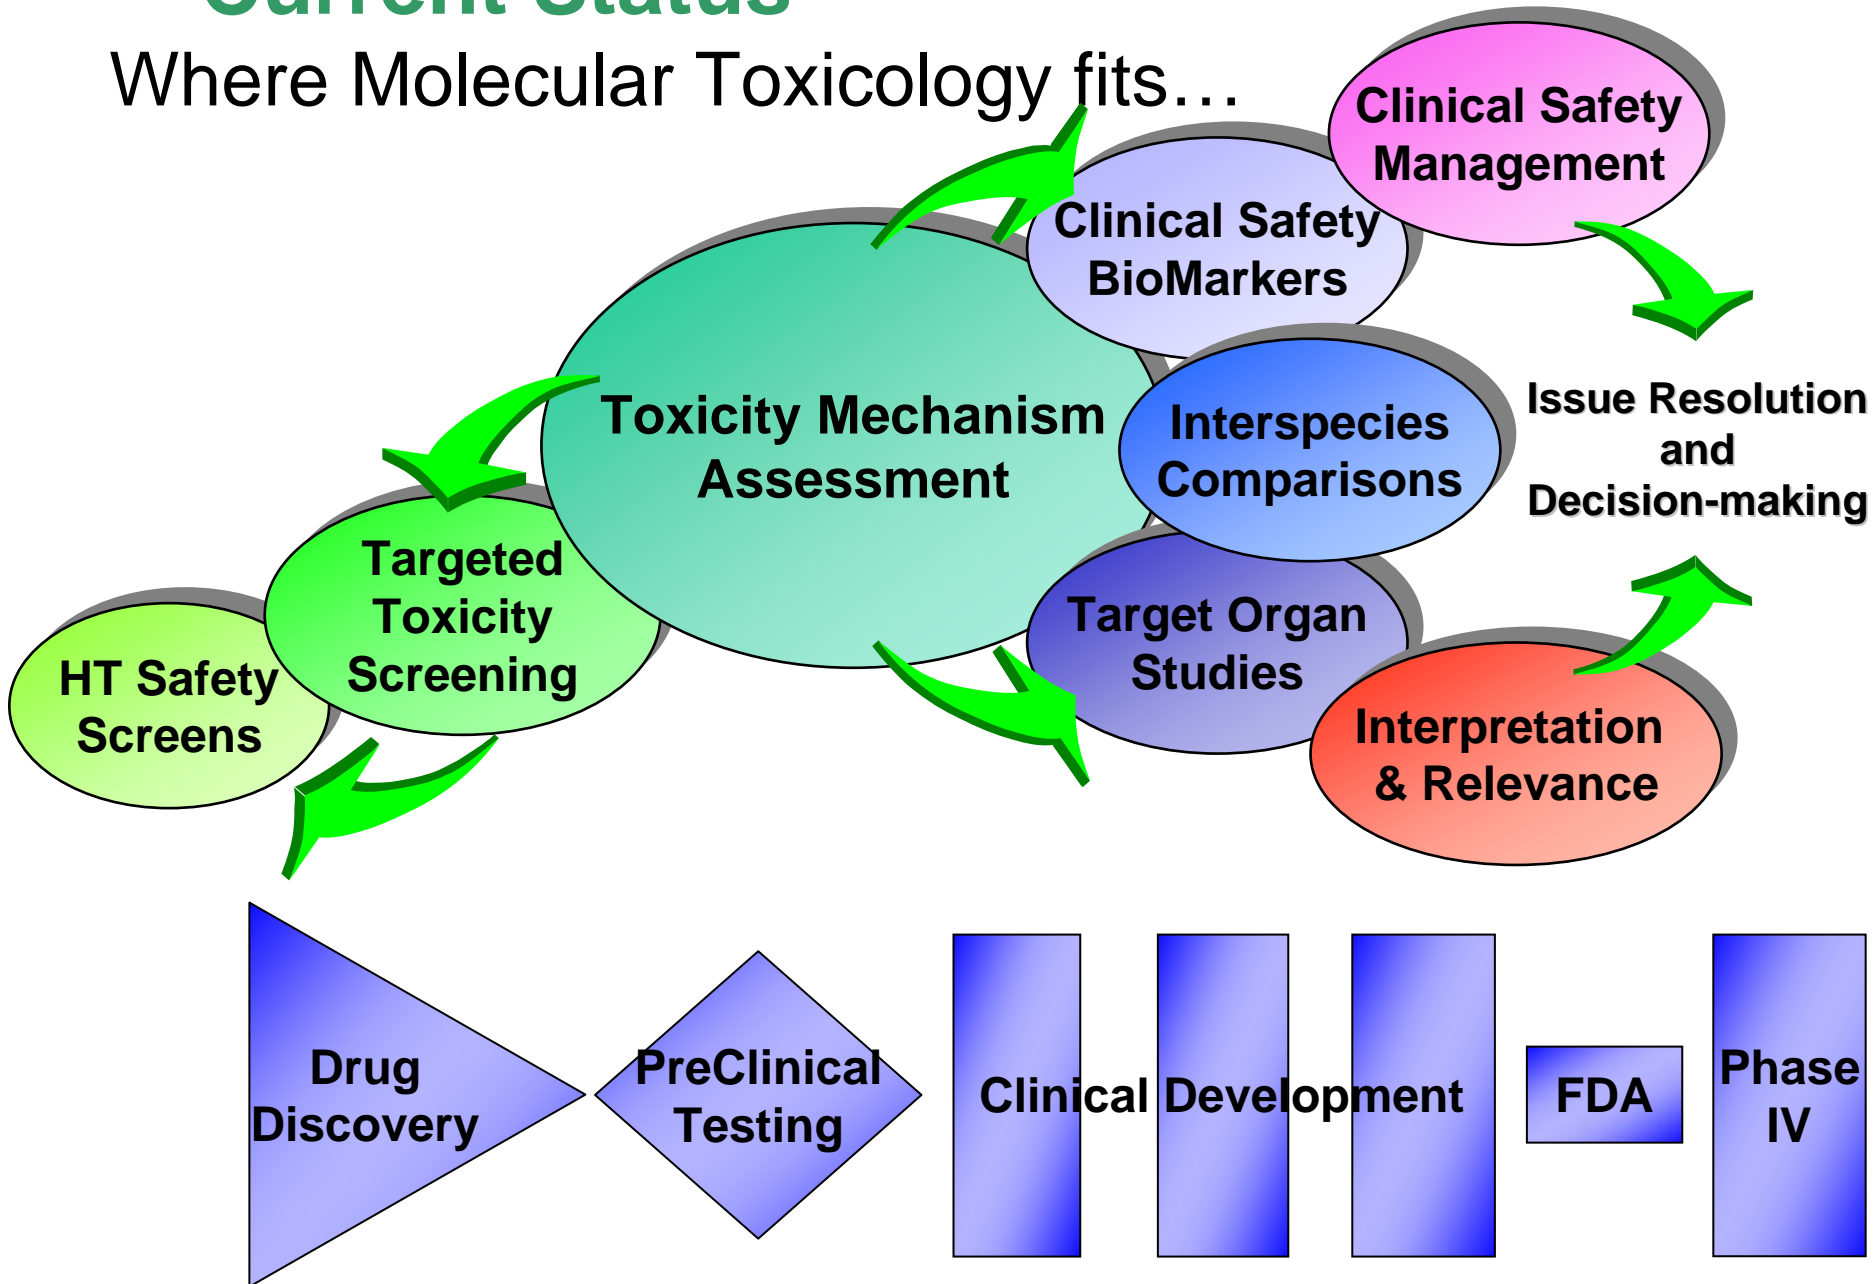 Current Status
Where Molecular Toxicology fits…
Clinical Safety
Management
Clinical Safety
BioMarkers
Toxicity Mechanism
Assessment
Interspecies
Comparisons
Issue Resolution
and
Decision-making
Targeted
Toxicity
Screening
HT Safety
Screens
Target Organ
Studies
Interpretation
& Relevance
Drug
Discovery
PreClinical
Testing
Clinical Development
FDA
Phase
IV